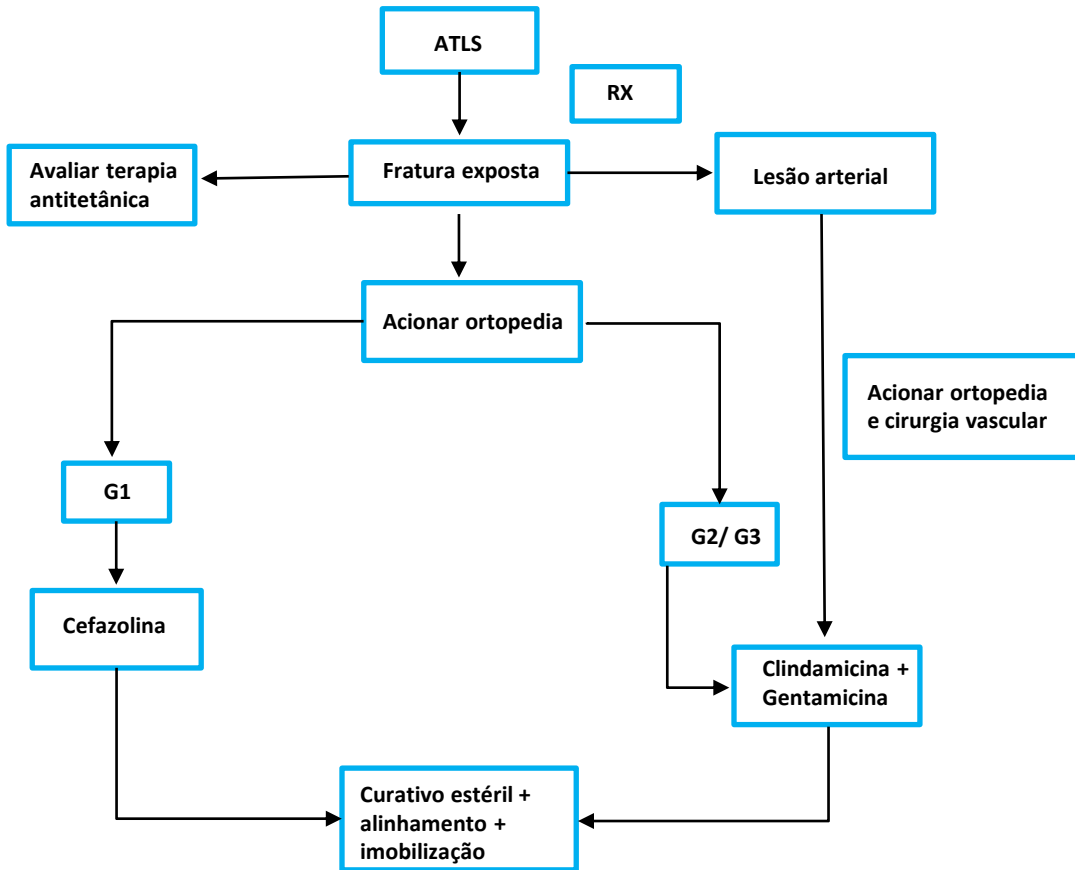 ATLS
RX
Avaliar terapia
antitetânica
Fratura exposta
Lesão arterial
Acionar ortopedia
Acionar ortopedia
e cirurgia vascular
G1
G2/ G3
Cefazolina
Clindamicina +
Gentamicina
Curativo estéril +
alinhamento +
imobilização